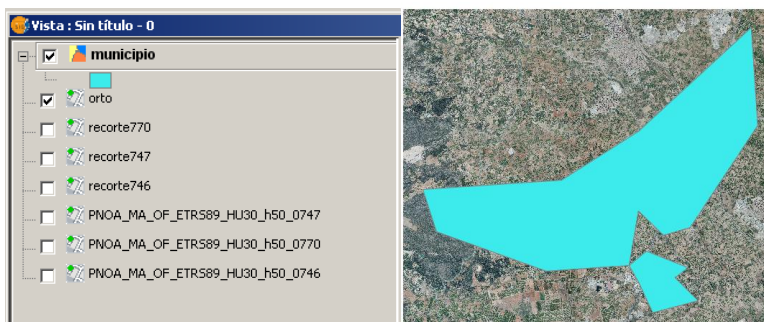 Vista : Sin título - 0
municipio
orto
recorte770
recorte747
recorte746
PNOA_MA_OF_ETRS89_HU30_h50_0747
PNOA_MA_OF_ETRS89_HU30_h50_0770
PNOA_MA_OF_ETRS89_HU30_h50_0746